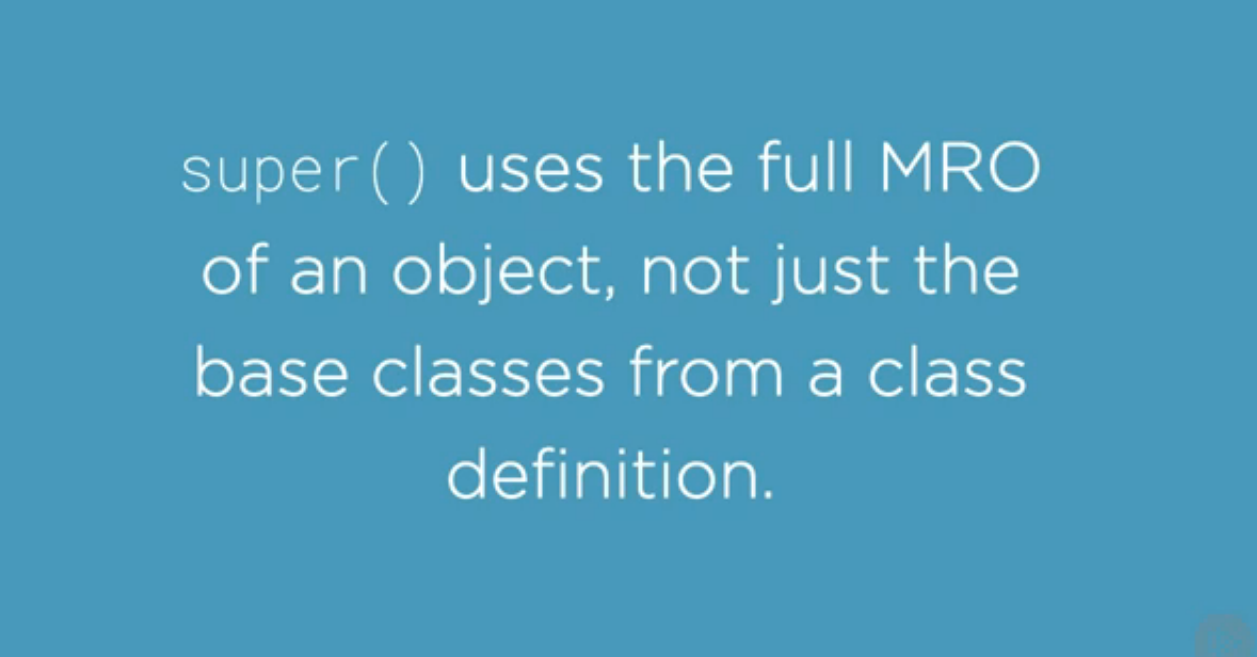 super() uses the full MRO
of an object, not just the
base classes from a class
definition.